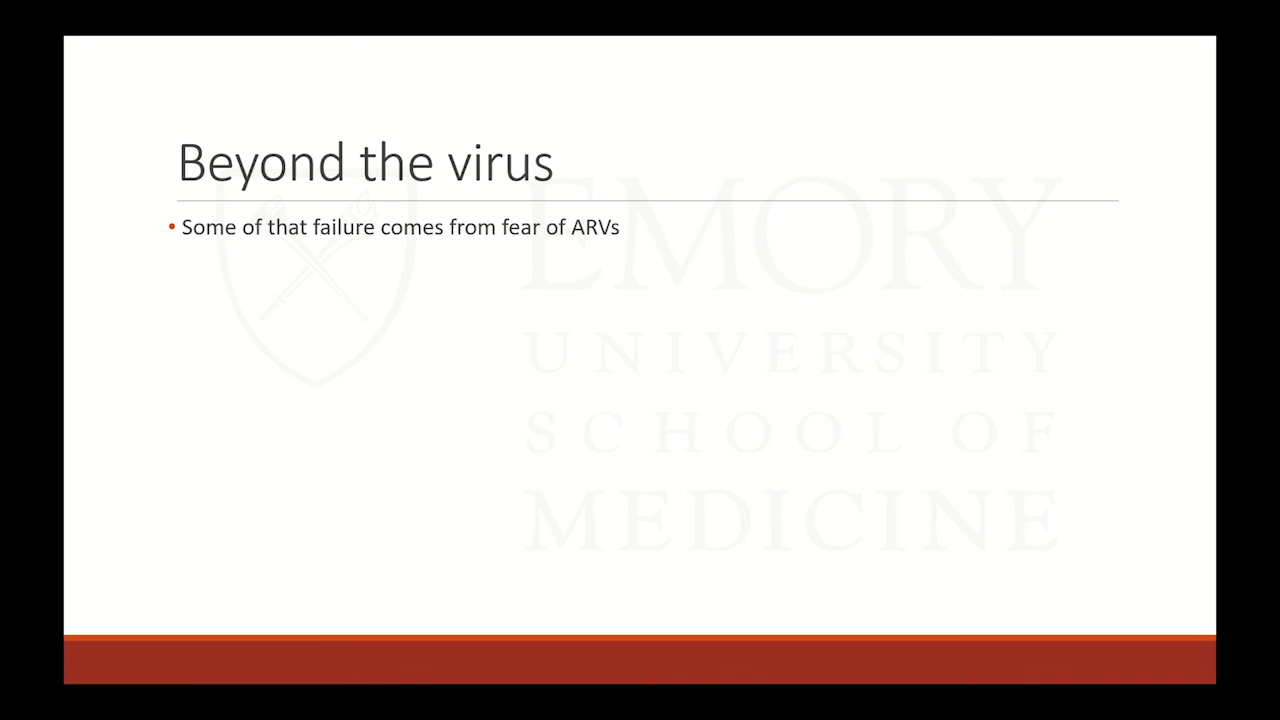 Beyond the virus
• Some of that failure comes from fear of ARVs
EMORY
UNIVERSITY
SCHOOL OF
MEDICINE